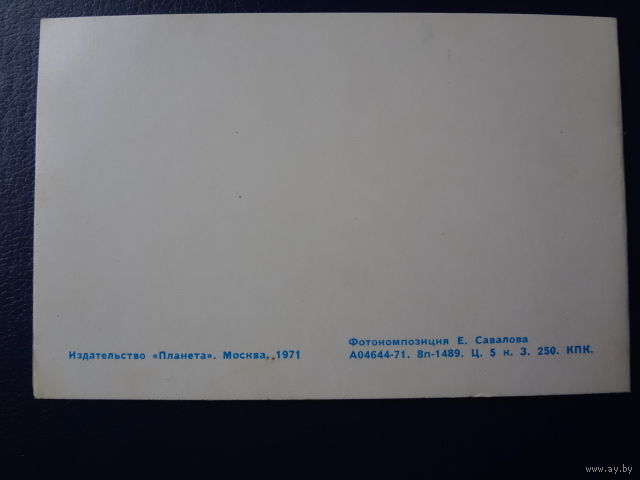 Фотокомпозиция Е. Савалова
Издательство «Планета». Москва, 1971
А04644-71. 8п-1489. Ц. 5 к. З. 250. КПК.
www.ay.by